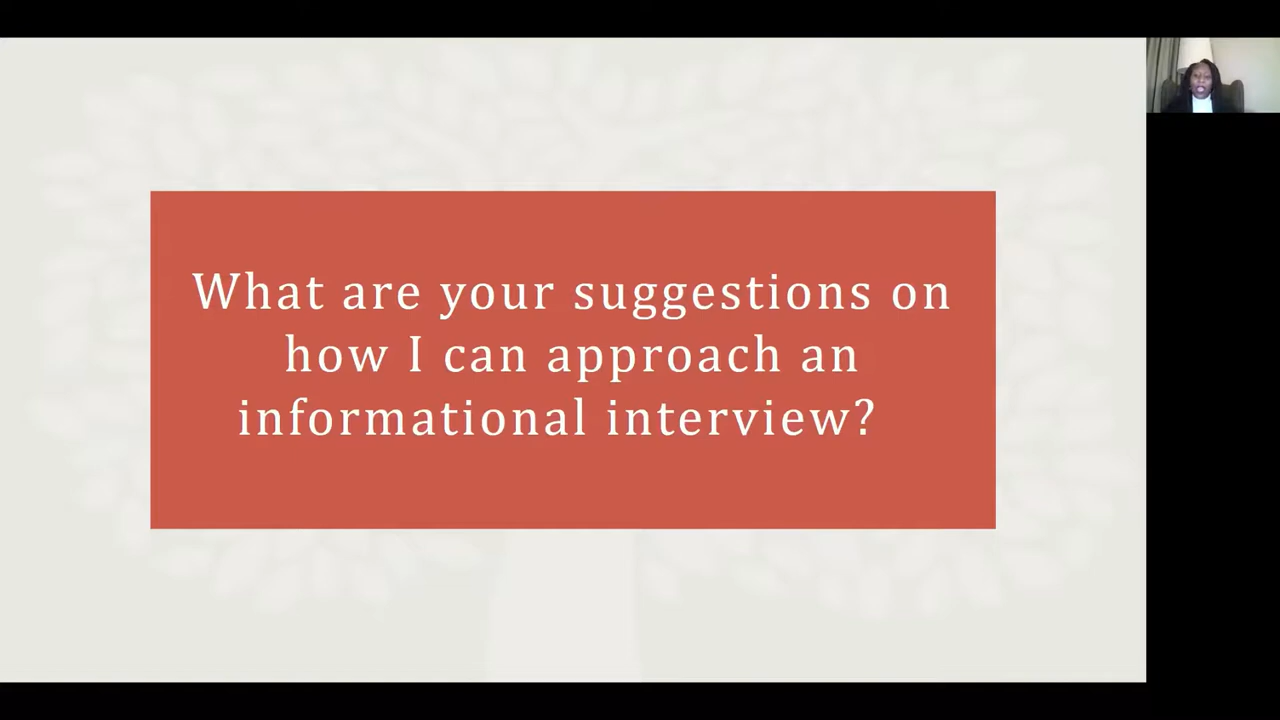 What are your suggestions on
how I can approach an
informational interview?